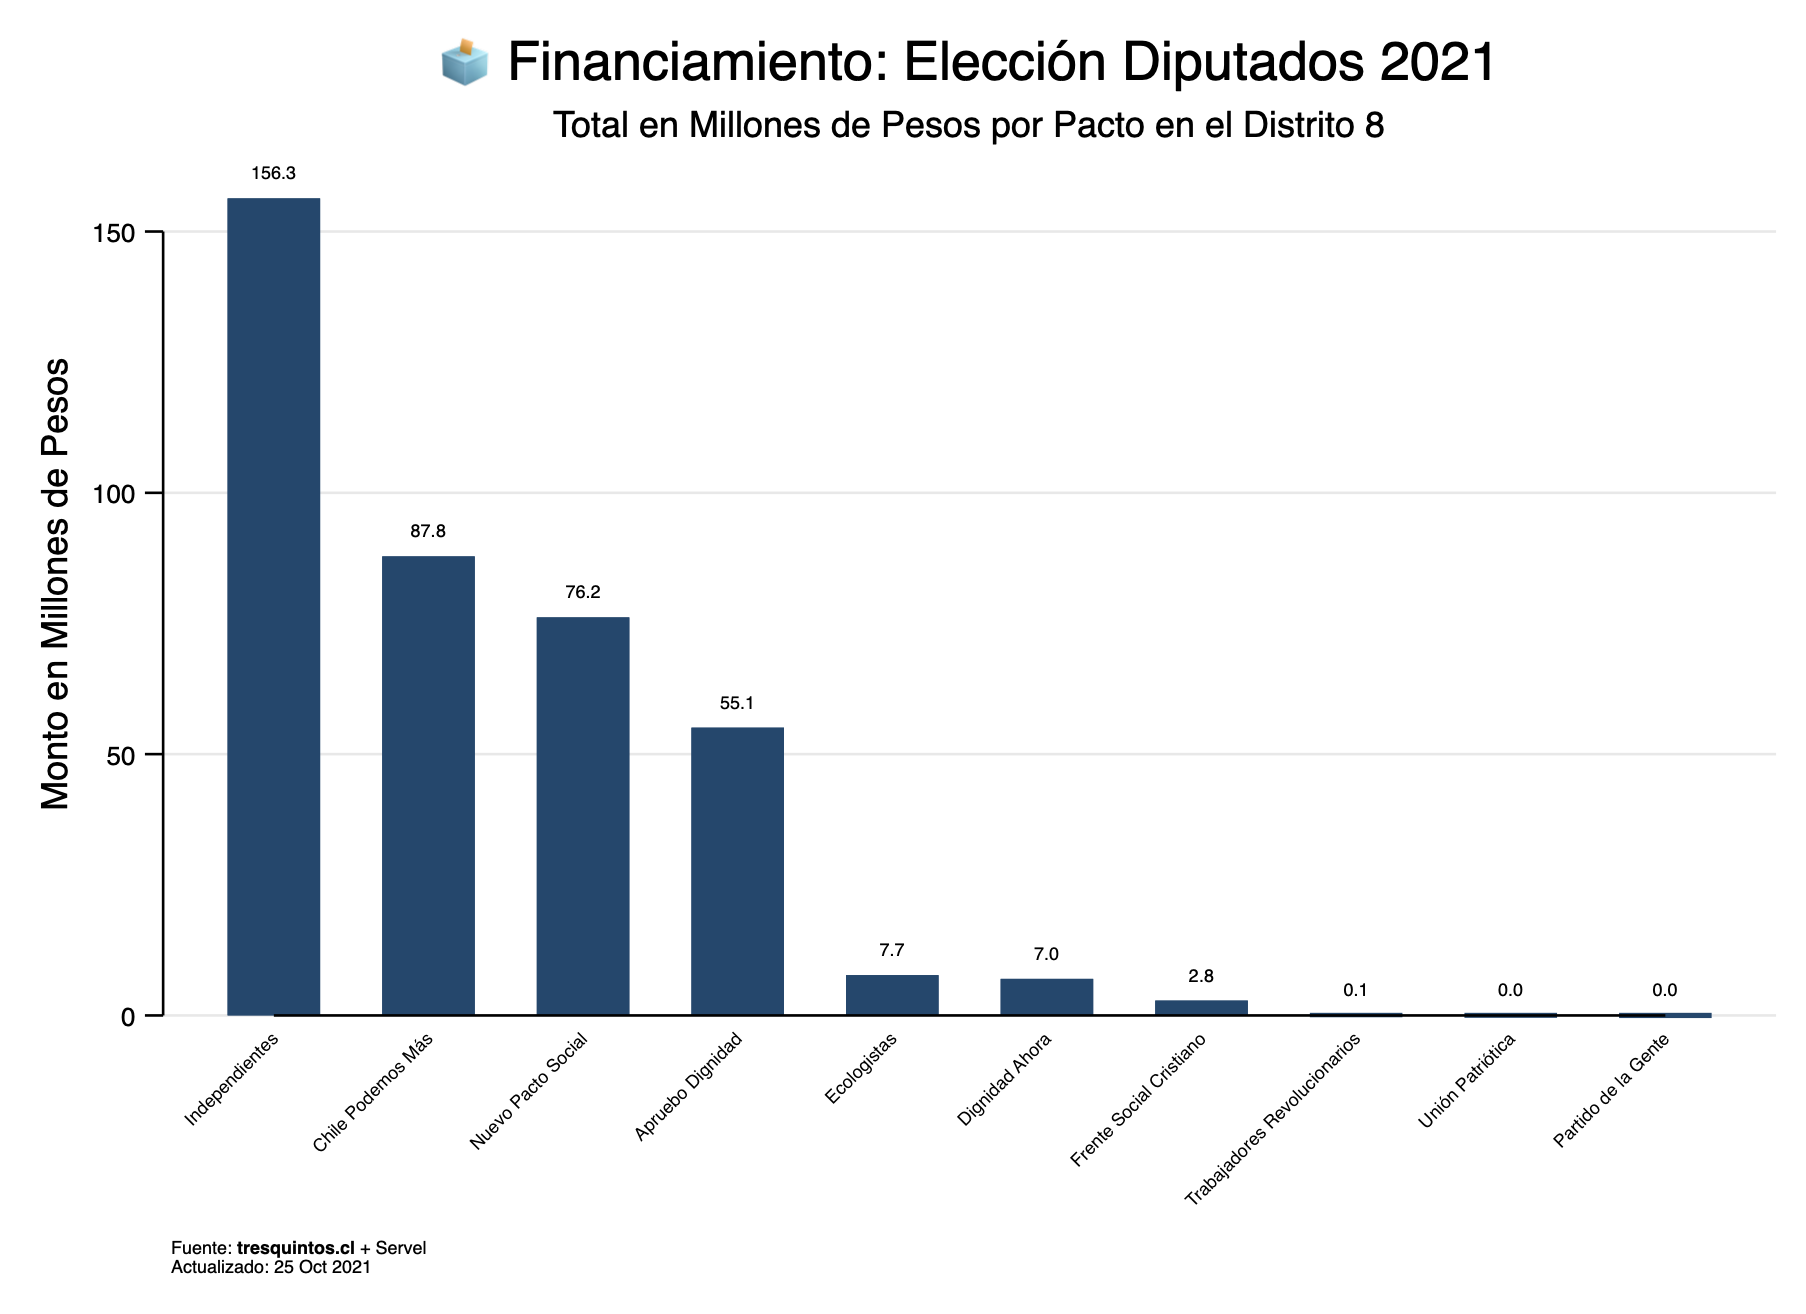 Financiamiento: Elección Diputados 2021
Total en Millones de Pesos por Pacto en el Distrito 8
Monto en Millones de Pesos
150
100
50
0
156.3
87.8
76.2
55.1
7.7
7.0
2.8
0.1
0.0
0.0
Independientes
Chile Podemos Más
Nuevo Pacto Social
Apruebo Dignidad
Ecologistas
Dignidad Ahora
Frente Social Cristiano
Trabajadores Revolucionarios
Unión Patriótica
Partido de la Gente
Fuente: tresquintos.cl + Servel
Actualizado: 25 Oct 2021